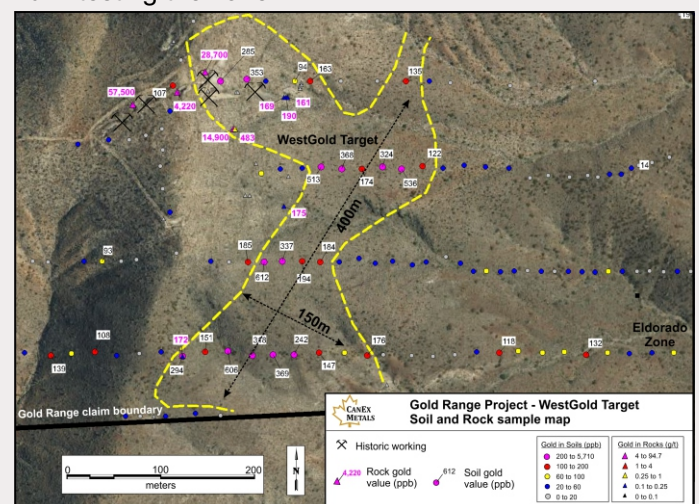 28,700
285
94
163
353
135
57,500
107
4,220
169
161
190
14,900
483
WestGold Target
368
324
122
14
513
174
536
175
400m
185
337
184
93
612
194
150m
Eldorado
Zone
108
172
151
348
242
176
118
132
139
294
606
369
147
Gold Range claim boundary
CANEX
METALS
Gold Range Project - WestGold Target
Soil and Rock sample map
Historic working
4,220 Rock gold
value (ppb)
612 Soil gold
value (ppb)
Gold in Soils (ppb)
200 to 5,710
100 to 200
60 to 100
20 to 60
0 to 20
Gold in Rocks (g/t)
4 to 94.7
1 to 4
0.25 to 1
0.1 to 0.25
0 to 0.1
0 100 200
meters
N